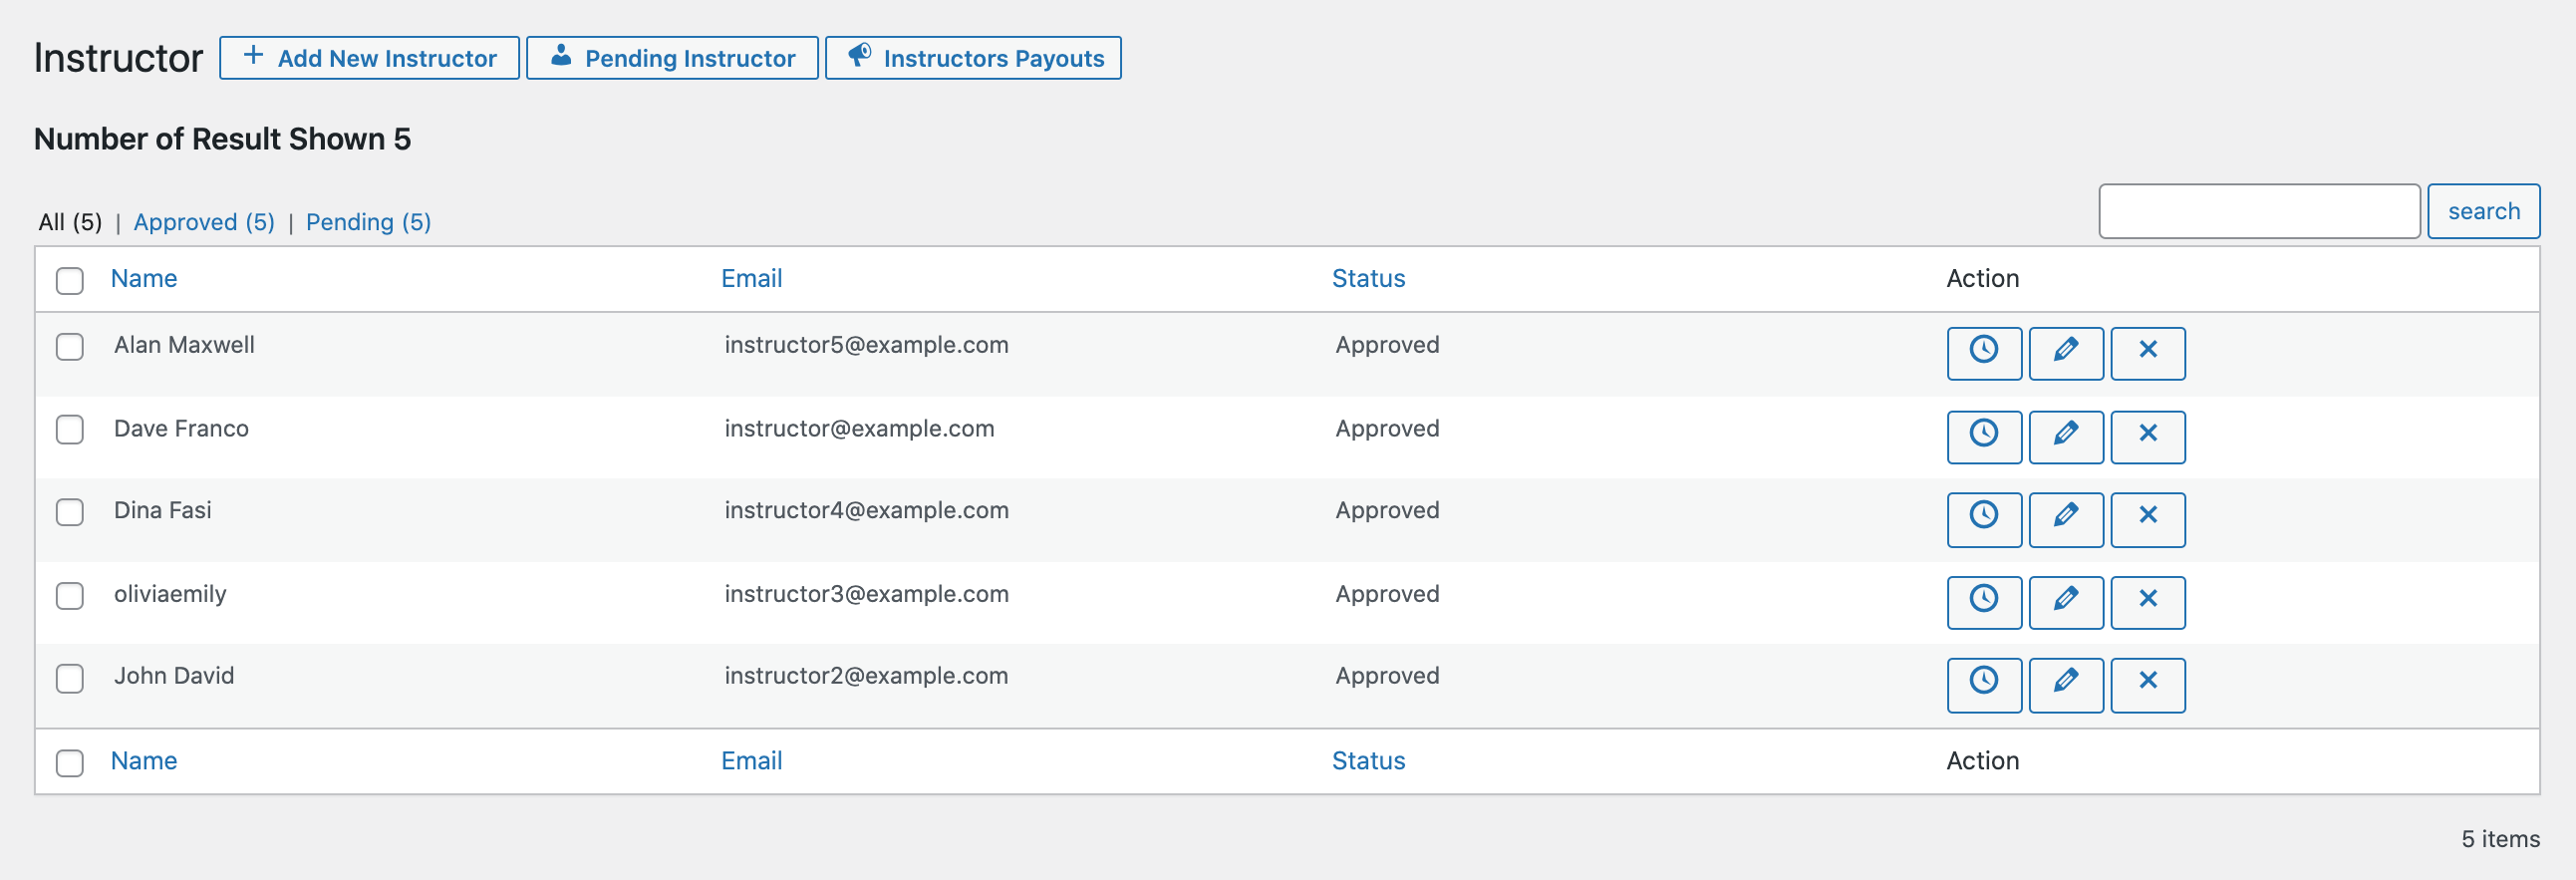 Instructor Add New Instructor Pending Instructor Instructors Payouts
Number of Result Shown 5
All (5) | Approved (5) | Pending (5) search
Name Email Status Action
Alan Maxwell instructor5@example.com Approved
Dave Franco instructor@example.com Approved
Dina Fasi instructor4@example.com Approved
oliviaemily instructor3@example.com Approved
John David instructor2@example.com Approved
Name Email Status Action
5 items